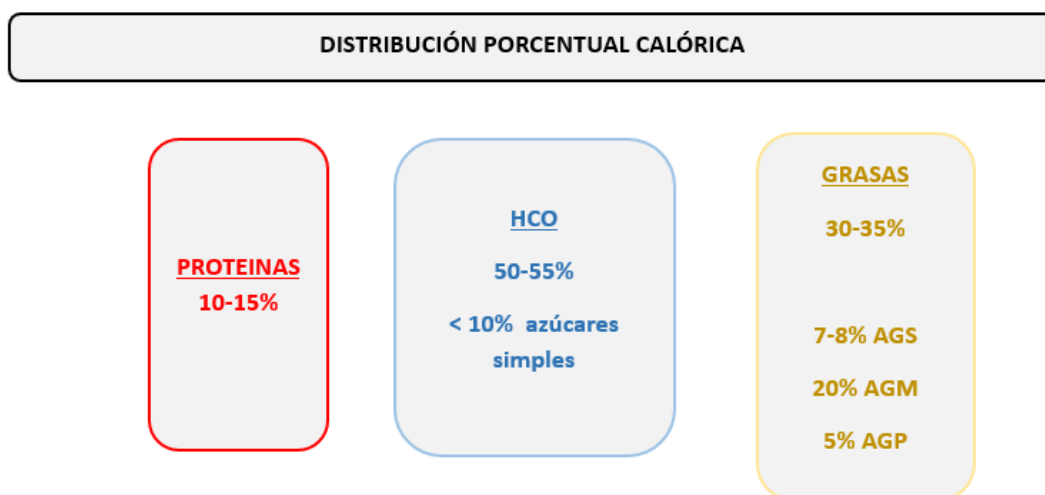 DISTRIBUCIÓN PORCENTUAL CALÓRICA
PROTEINAS
10-15%
HCO
50-55%
< 10% azúcares
simples
GRASAS
30-35%
7-8% AGS
20% AGM
5% AGP